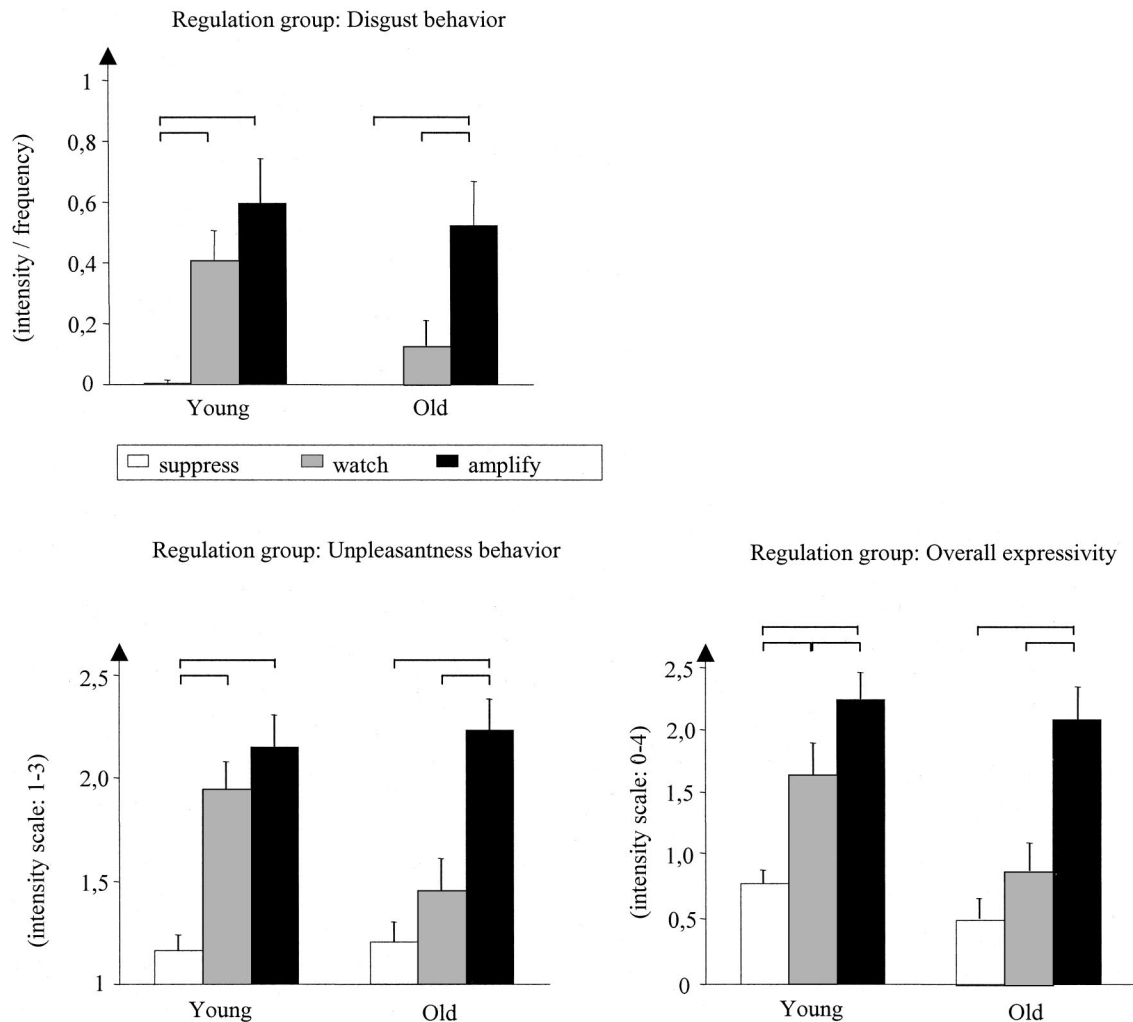 Regulation group: Disgust behavior
(intensity / frequency)
1
0,8
0,6
0,4
0,2
0
Young Old
suppress watch amplify
Regulation group: Unpleasantness behavior
(intensity scale: 1-3)
2,5
2,0
1,5
1
Young Old
Regulation group: Overall expressivity
(intensity scale: 0-4)
2,5
2,0
1,5
1,0
0,5
0
Young Old